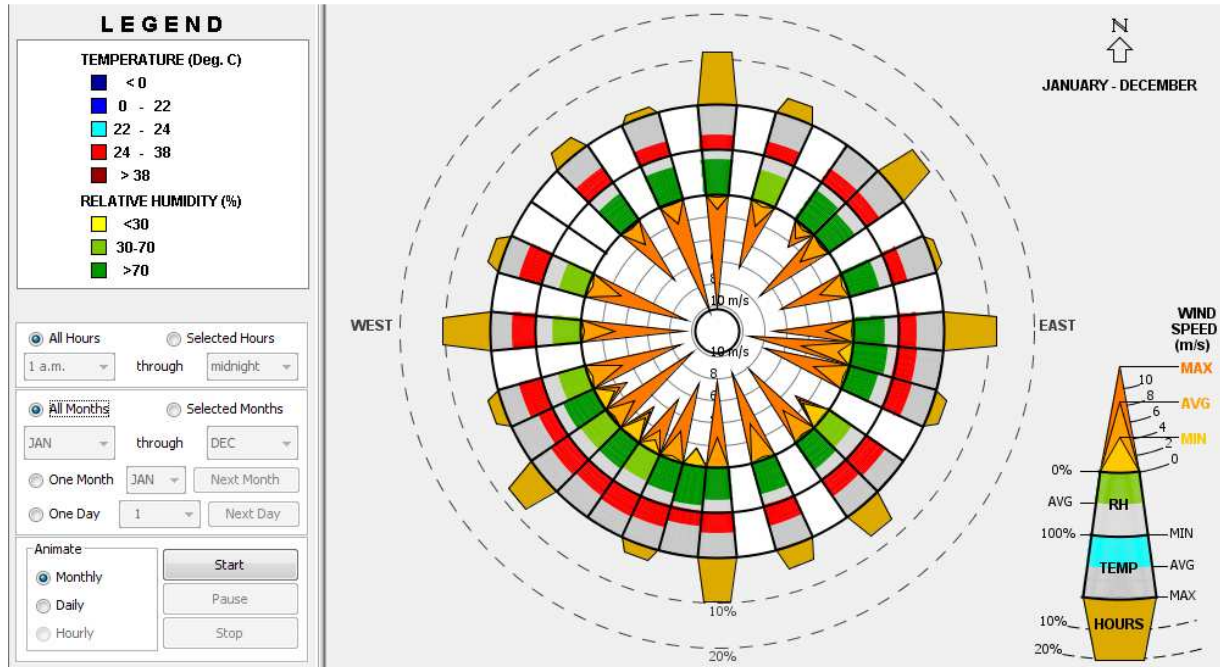 LEGEND
TEMPERATURE (Deg. C)
< 0
0 - 22
22 - 24
24 - 38
> 38
RELATIVE HUMIDITY (%)
<30
30-70
>70
All Hours
Selected Hours
1 a.m.
through
midnight
All Months
Selected Months
JAN
through
DEC
One Month
JAN
Next Month
One Day
1
Next Day
Animate
Monthly
Daily
Hourly
Start
Pause
Stop
N
JANUARY - DECEMBER
WEST
EAST
8
10 m/s
10 m/s
8
6
10%
20%
WIND
SPEED
(m/s)
MAX
AVG
MIN
10
8
6
4
2
0
0%
AVG
100%
RH
MIN
TEMP
AVG
MAX
HOURS
10%
20%